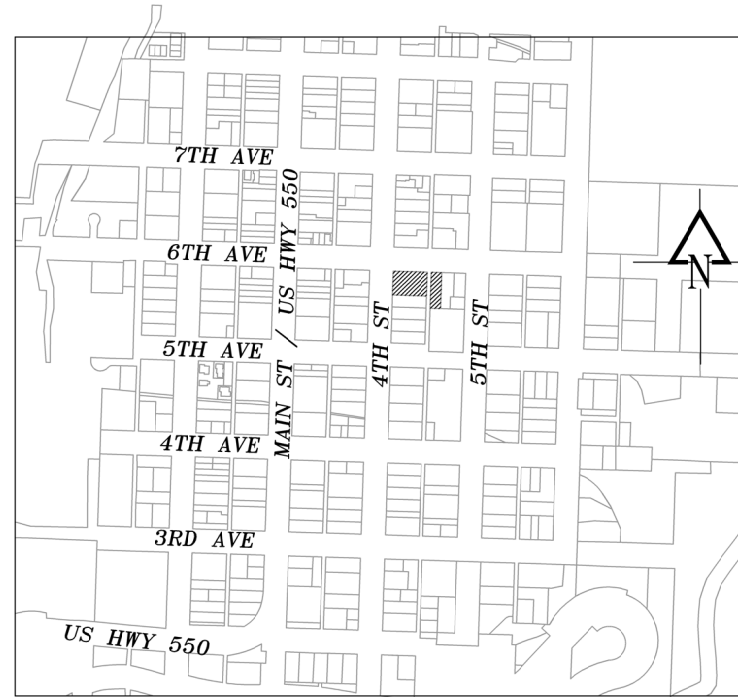 7TH AVE
MAIN ST / US HWY 550
6TH AVE
N
4TH ST
5TH ST
5TH AVE
4TH AVE
3RD AVE
US HWY 550